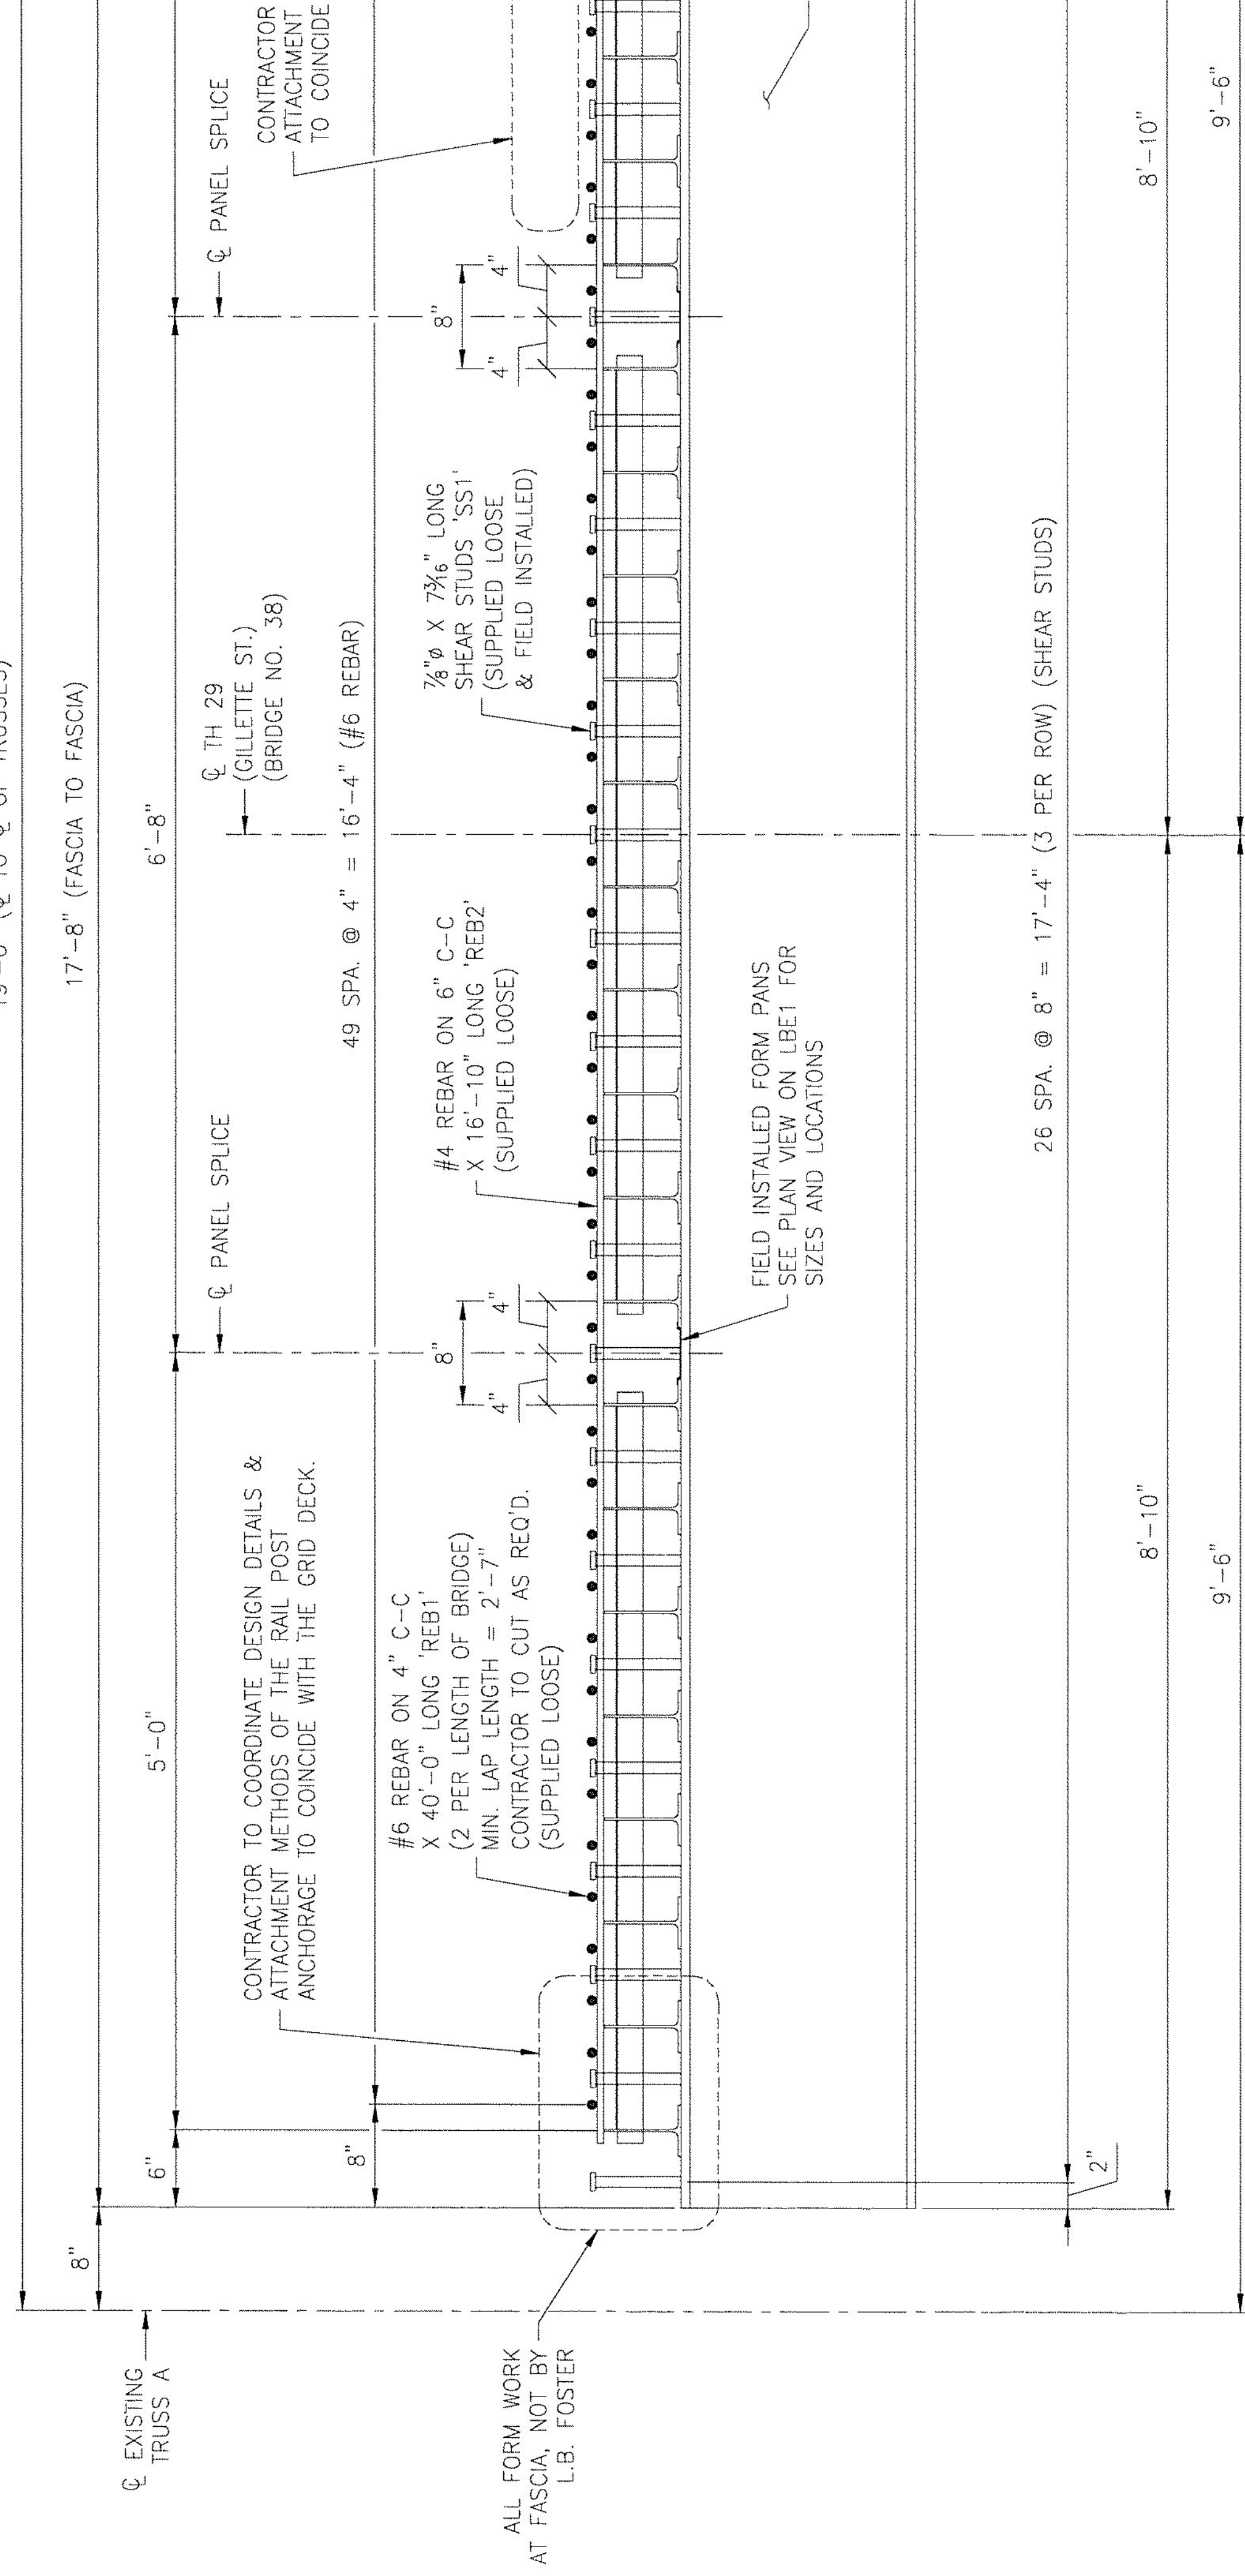 17'-8" (FASCIA TO FASCIA)
8"
6"
5'-0"
6'-8"
℄ EXISTING
TRUSS A
℄ PANEL SPLICE
℄ TH 29
(GILLETTE ST.)
(BRIDGE NO. 38)
℄ PANEL SPLICE
CONTRACTOR TO COORDINATE DESIGN DETAILS &
ATTACHMENT METHODS OF THE RAIL POST
ANCHORAGE TO COINCIDE WITH THE GRID DECK.
CONTRACTOR
ATTACHMENT
TO COINCIDE
8"
49 SPA. @ 4" = 16'-4" (#6 REBAR)
#6 REBAR ON 4" C-C
X 40'-0" LONG 'REB1'
(2 PER LENGTH OF BRIDGE)
MIN. LAP LENGTH = 2'-7"
CONTRACTOR TO CUT AS REQ'D.
(SUPPLIED LOOSE)
8"
4"
4"
#4 REBAR ON 6" C-C
X 16'-10" LONG 'REB2'
(SUPPLIED LOOSE)
7/8"ø X 7 3/16" LONG
SHEAR STUDS 'SS1'
(SUPPLIED LOOSE
& FIELD INSTALLED)
8"
4"
4"
ALL FORM WORK
AT FASCIA, NOT BY
L.B. FOSTER
FIELD INSTALLED FORM PANS
SEE PLAN VIEW ON LBE1 FOR
SIZES AND LOCATIONS
2"
26 SPA. @ 8" = 17'-4" (3 PER ROW) (SHEAR STUDS)
8'-10"
8'-10"
9'-6"
9'-6"